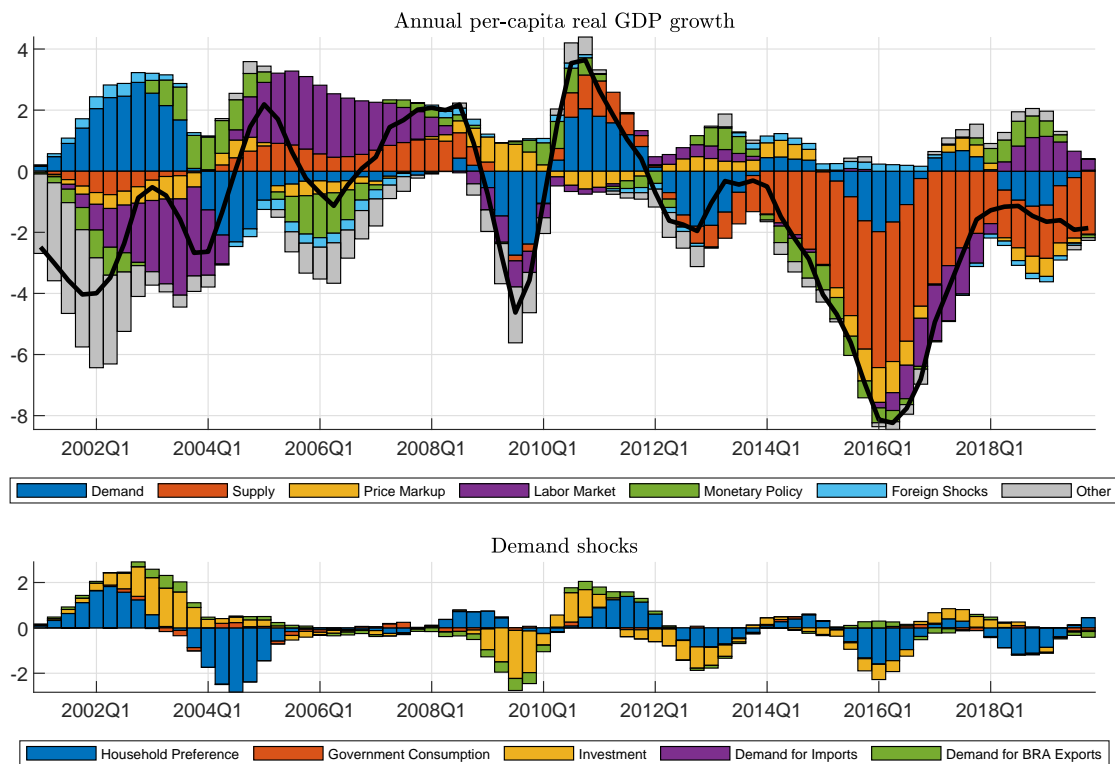 Annual per-capita real GDP growth
4
2
0
-2
-4
-6
-8
2002Q1 2004Q1 2006Q1 2008Q1 2010Q1 2012Q1 2014Q1 2016Q1 2018Q1
Demand Supply Price Markup Labor Market Monetary Policy Foreign Shocks Other
Demand shocks
2
0
-2
2002Q1 2004Q1 2006Q1 2008Q1 2010Q1 2012Q1 2014Q1 2016Q1 2018Q1
Household Preference Government Consumption Investment Demand for Imports Demand for BRA Exports